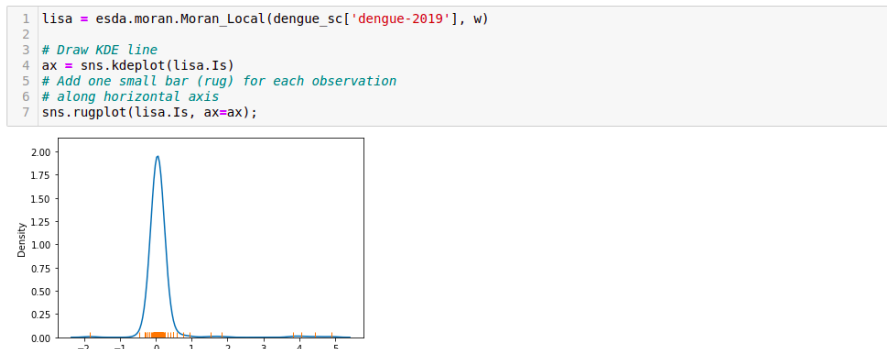 1 lisa = esda.moran.Moran_Local(dengue_sc['dengue-2019'], w)
2
3 # Draw KDE line
4 ax = sns.kdeplot(lisa.Is)
5 # Add one small bar (rug) for each observation
6 # along horizontal axis
7 sns.rugplot(lisa.Is, ax=ax);
2.00
1.75
1.50
1.25
1.00
0.75
0.50
0.25
0.00
Density
−2 −1 0 1 2 3 4 5